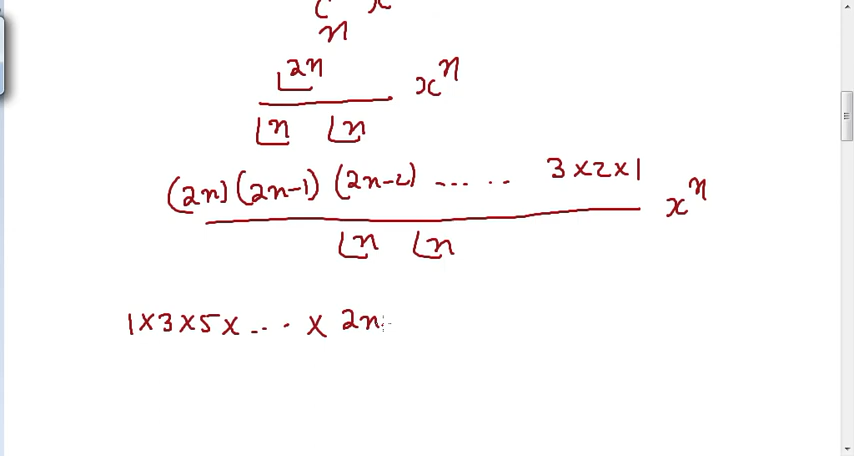 C x
n
⌊2n x^n
⌊n ⌊n
(2n) (2n-1) (2n-2) ... .. 3×2×1 x^n
⌊n ⌊n
1×3×5× ... × 2n